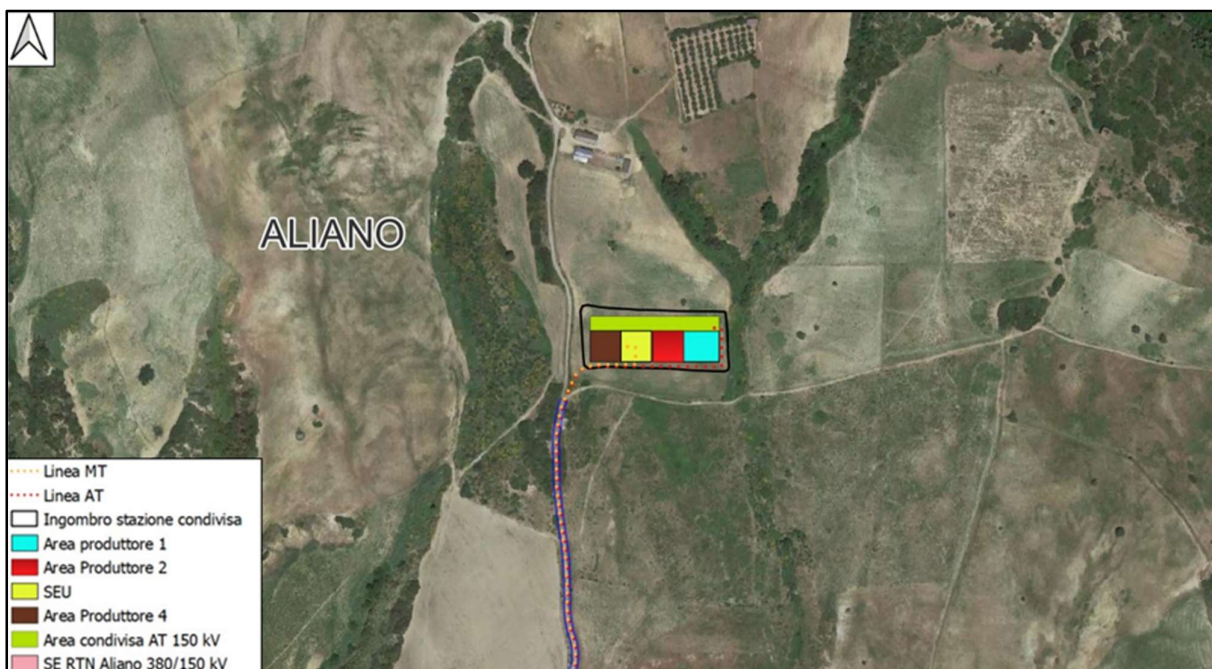 ALIANO
Linea MT
Linea AT
Ingombro stazione condivisa
Area produttore 1
Area Produttore 2
SEU
Area Produttore 4
Area condivisa AT 150 kV
SE RTN Aliano 380/150 kV